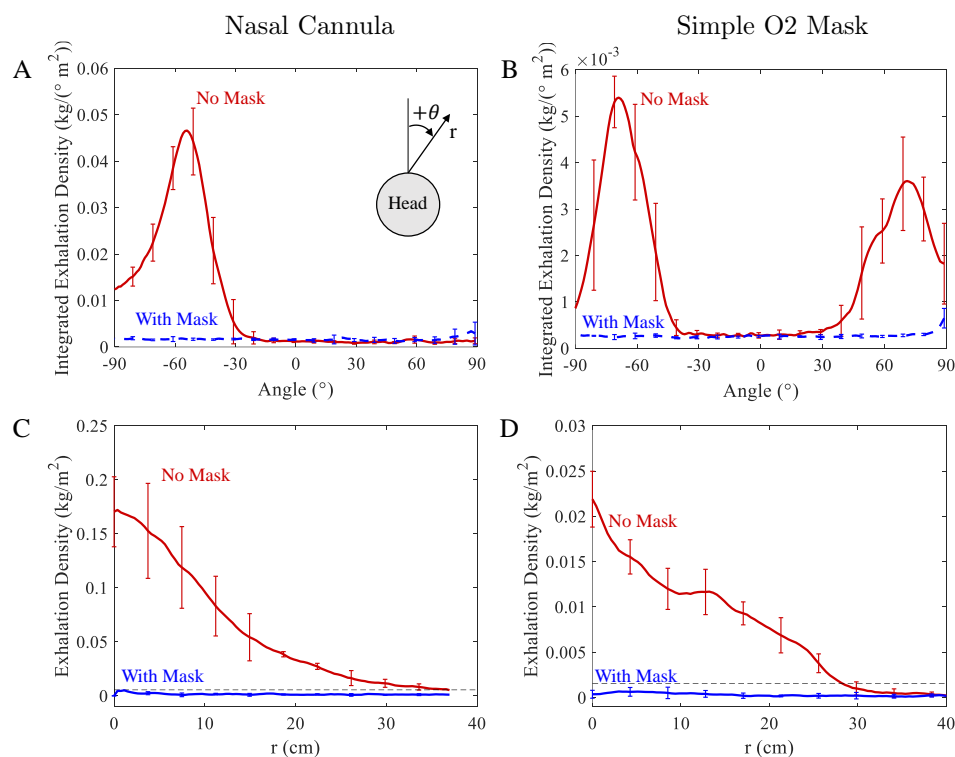 Nasal Cannula
Simple O2 Mask
A
Integrated Exhalation Density (kg/(° m²))
0.06
0.05
0.04
0.03
0.02
0.01
0
-90 -60 -30 0 30 60 90
Angle (°)
No Mask
With Mask
+θ
r
Head
B
Integrated Exhalation Density (kg/(° m²))
×10⁻³
6
5
4
3
2
1
0
-90 -60 -30 0 30 60 90
Angle (°)
No Mask
With Mask
C
Exhalation Density (kg/m²)
0.25
0.2
0.15
0.1
0.05
0
0 10 20 30 40
r (cm)
No Mask
With Mask
D
Exhalation Density (kg/m²)
0.03
0.025
0.02
0.015
0.01
0.005
0
0 10 20 30 40
r (cm)
No Mask
With Mask